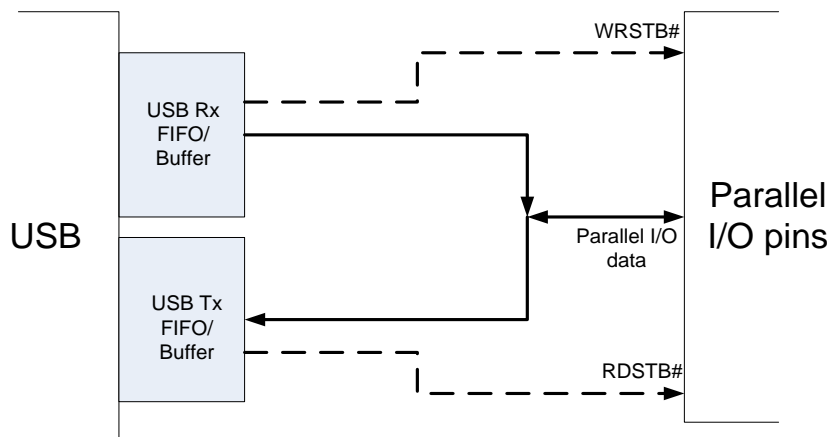 WRSTB#
USB Rx
FIFO/
Buffer
USB
Parallel
I/O pins
Parallel I/O
data
USB Tx
FIFO/
Buffer
RDSTB#